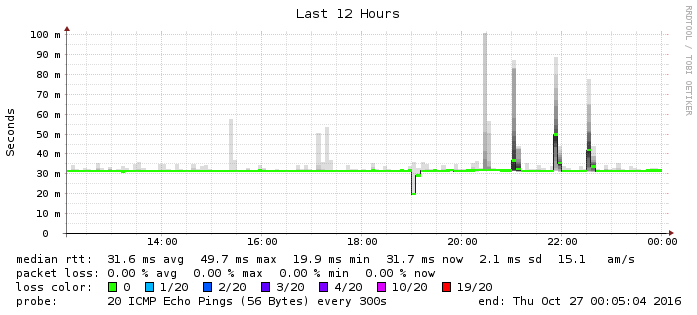 Last 12 Hours
RRDTOOL / TOBI OETIKER
Seconds
100 m
90 m
80 m
70 m
60 m
50 m
40 m
30 m
20 m
10 m
0
14:00 16:00 18:00 20:00 22:00 00:00
median rtt: 31.6 ms avg 49.7 ms max 19.9 ms min 31.7 ms now 2.1 ms sd 15.1 am/s
packet loss: 0.00 % avg 0.00 % max 0.00 % min 0.00 % now
loss color: 0 1/20 2/20 3/20 4/20 10/20 19/20
probe: 20 ICMP Echo Pings (56 Bytes) every 300s end: Thu Oct 27 00:05:04 2016